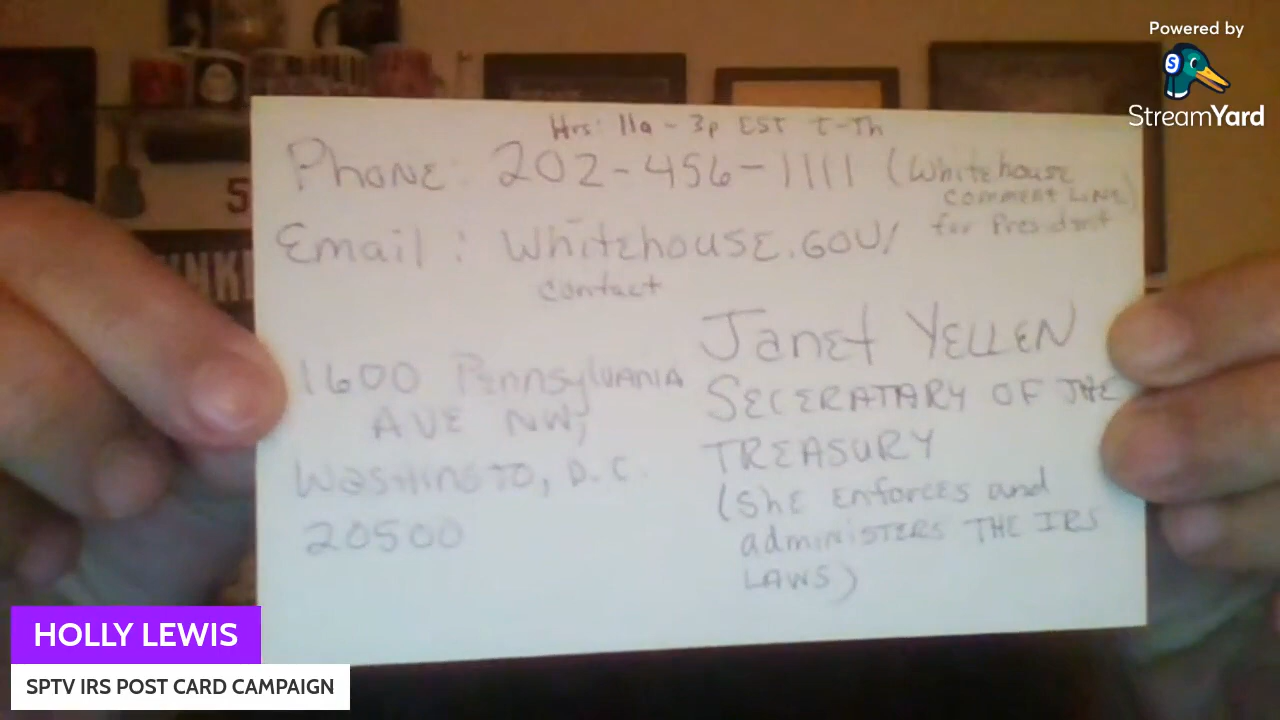 Powered by
StreamYard
Hrs: 11a - 3p EST T-Th
Phone: 202-456-1111 (Whitehouse
comment Line)
for President
Email: Whitehouse.gov/
contact
1600 Pennsylvania
AVE NW,
Washingto, D.C.
20500
Janet YELLEN
SECERATARY OF THE
TREASURY
(She enforces and
administers THE IRS
LAWS)
5
INKI
HOLLY LEWIS
SPTV IRS POST CARD CAMPAIGN